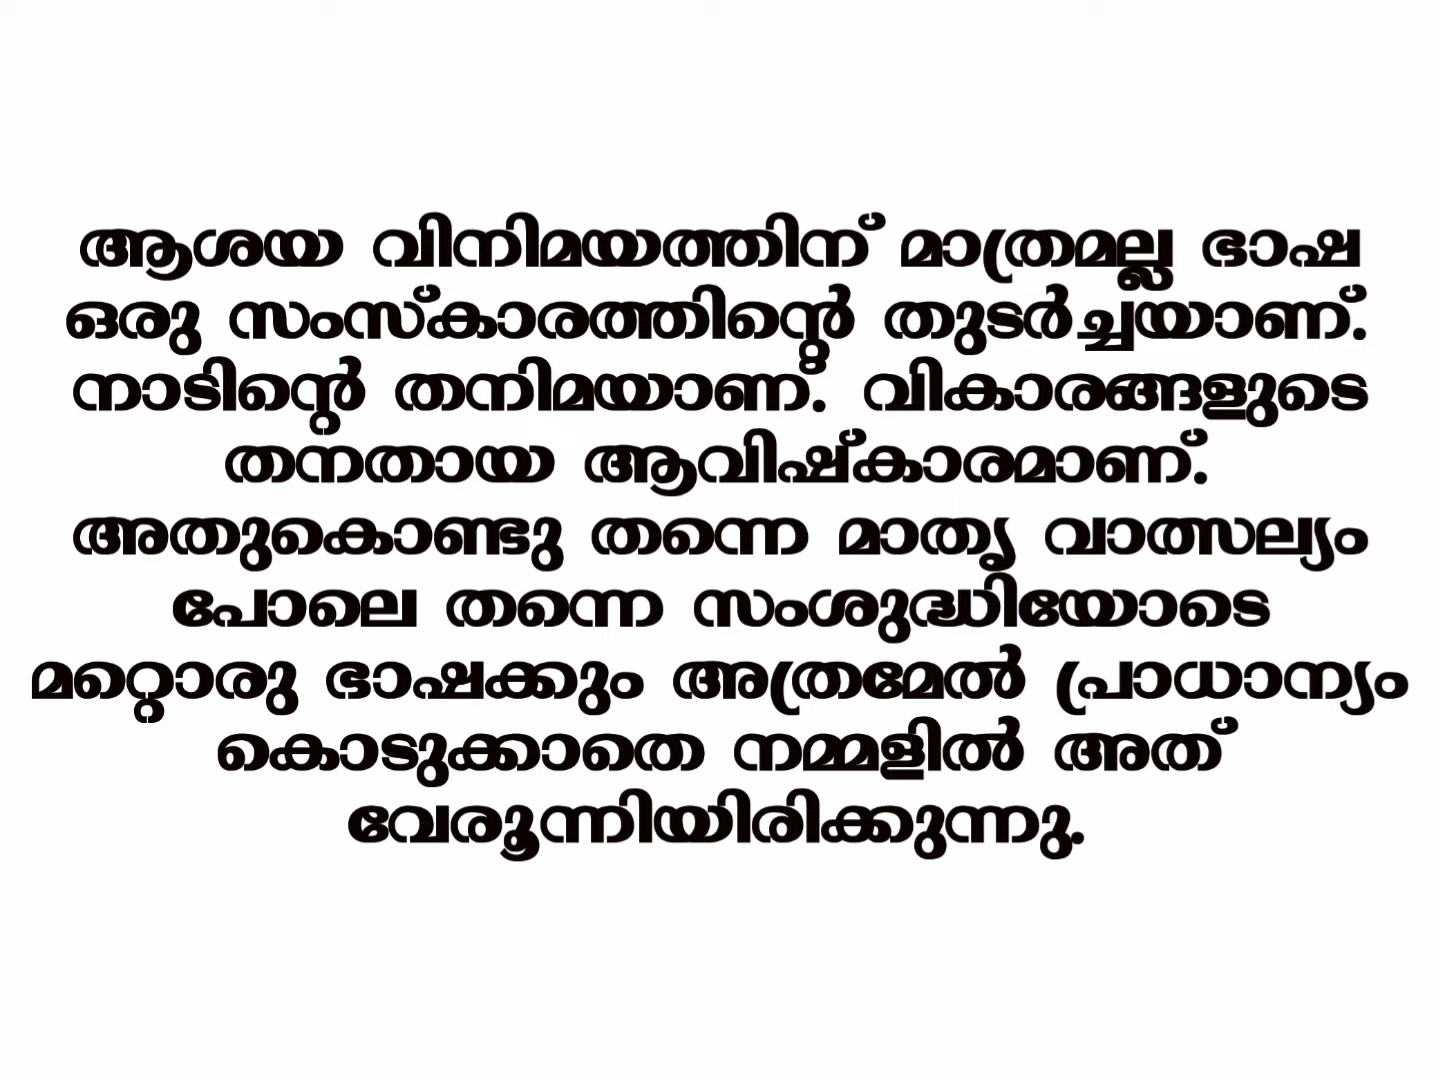 ആശയ വിനിമയത്തിന് മാത്രമല്ല ഭാഷ
ഒരു സംസ്കാരത്തിന്റെ തുടർച്ചയാണ്.
നാടിന്റെ തനിമയാണ്. വികാരങ്ങളുടെ
തനതായ ആവിഷ്കാരമാണ്.
അതുകൊണ്ടു തന്നെ മാതൃ വാത്സല്യം
പോലെ തന്നെ സംശുദ്ധിയോടെ
മറ്റൊരു ഭാഷക്കും അത്രമേൽ പ്രാധാന്യം
കൊടുക്കാതെ നമ്മളിൽ അത്
വേരൂന്നിയിരിക്കുന്നു.